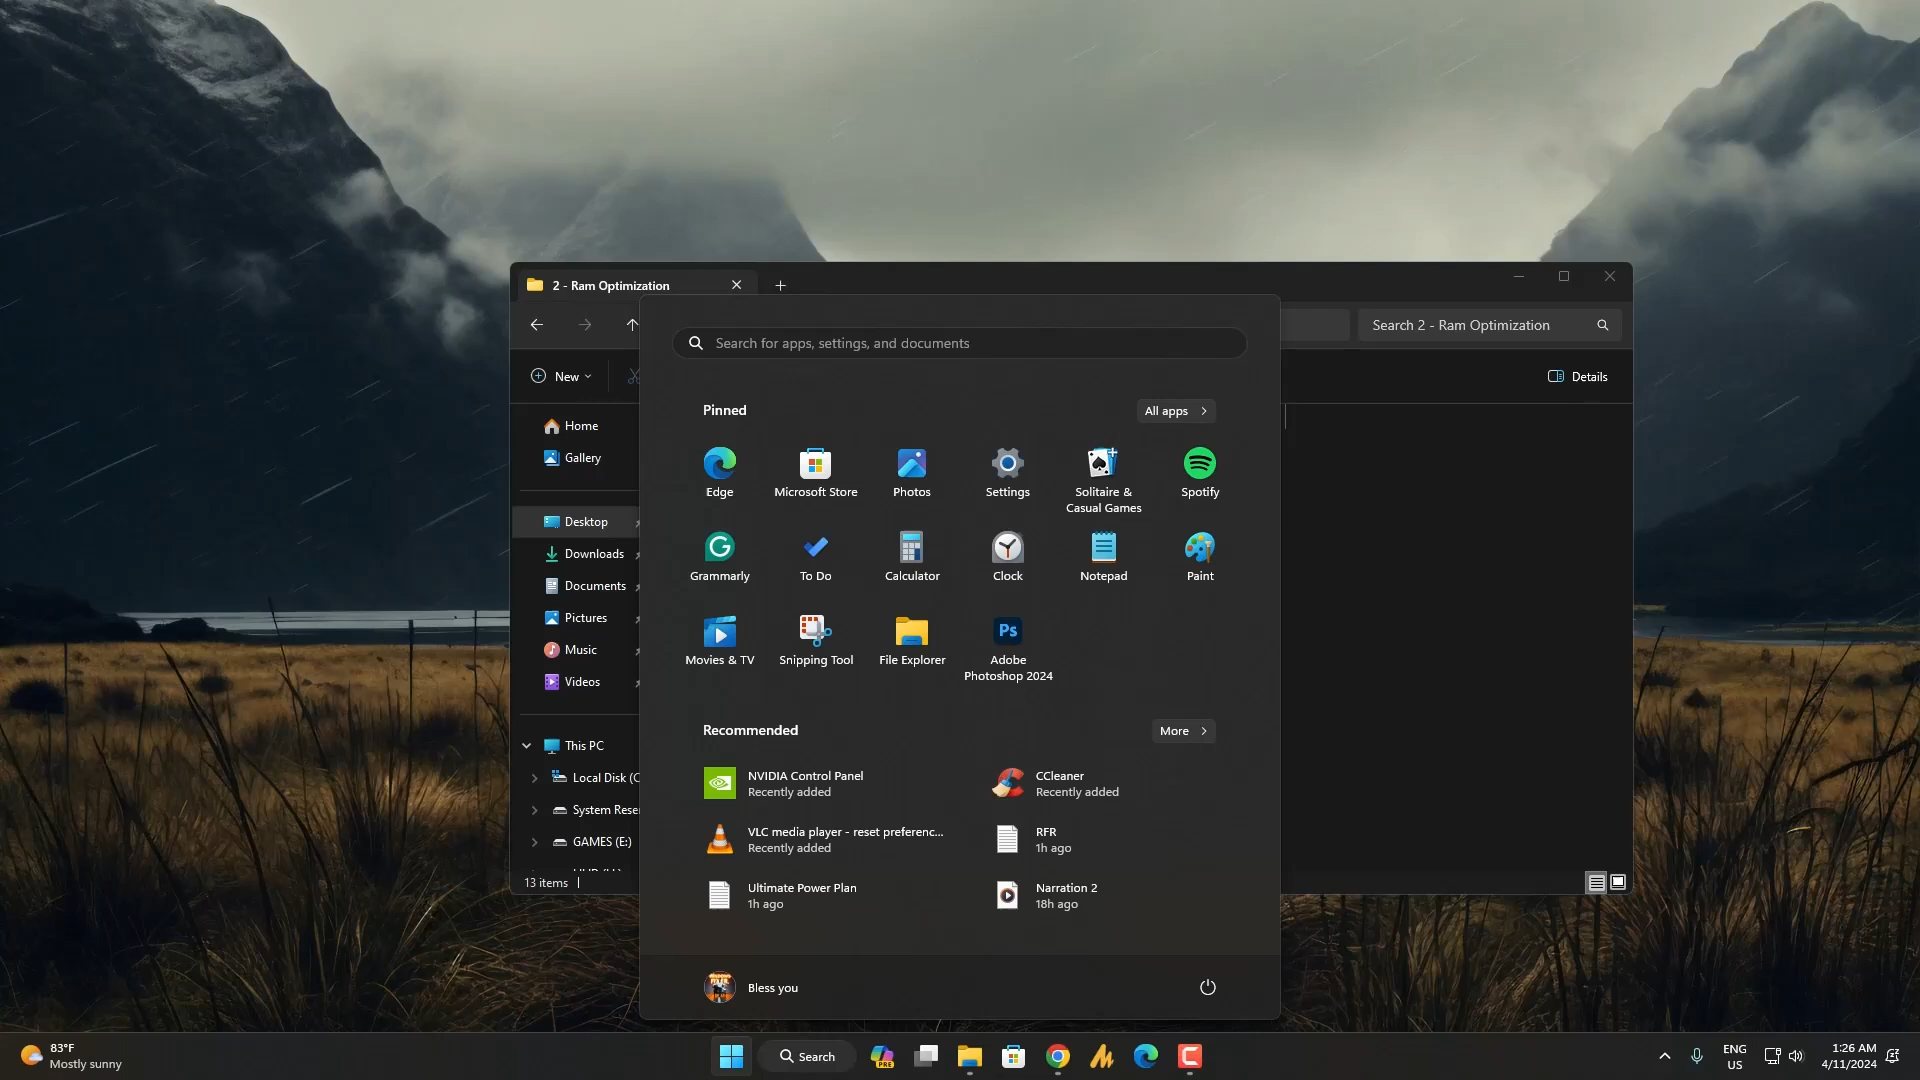 2 - Ram Optimization
Search 2 - Ram Optimization
New
Details
Home
Gallery
Desktop
Downloads
Documents
Pictures
Music
Videos
This PC
Local Disk (C
System Rese
GAMES (E:)
13 items
Search for apps, settings, and documents
Pinned
All apps
Edge
Microsoft Store
Photos
Settings
Solitaire &
Casual Games
Spotify
Grammarly
To Do
Calculator
Clock
Notepad
Paint
Movies & TV
Snipping Tool
File Explorer
Ps
Adobe
Photoshop 2024
Recommended
More
NVIDIA Control Panel
Recently added
CCleaner
Recently added
VLC media player - reset preferenc...
Recently added
RFR
1h ago
Ultimate Power Plan
1h ago
Narration 2
18h ago
Bless you
83°F
Mostly sunny
Search
PRE
ENG
US
1:26 AM
4/11/2024